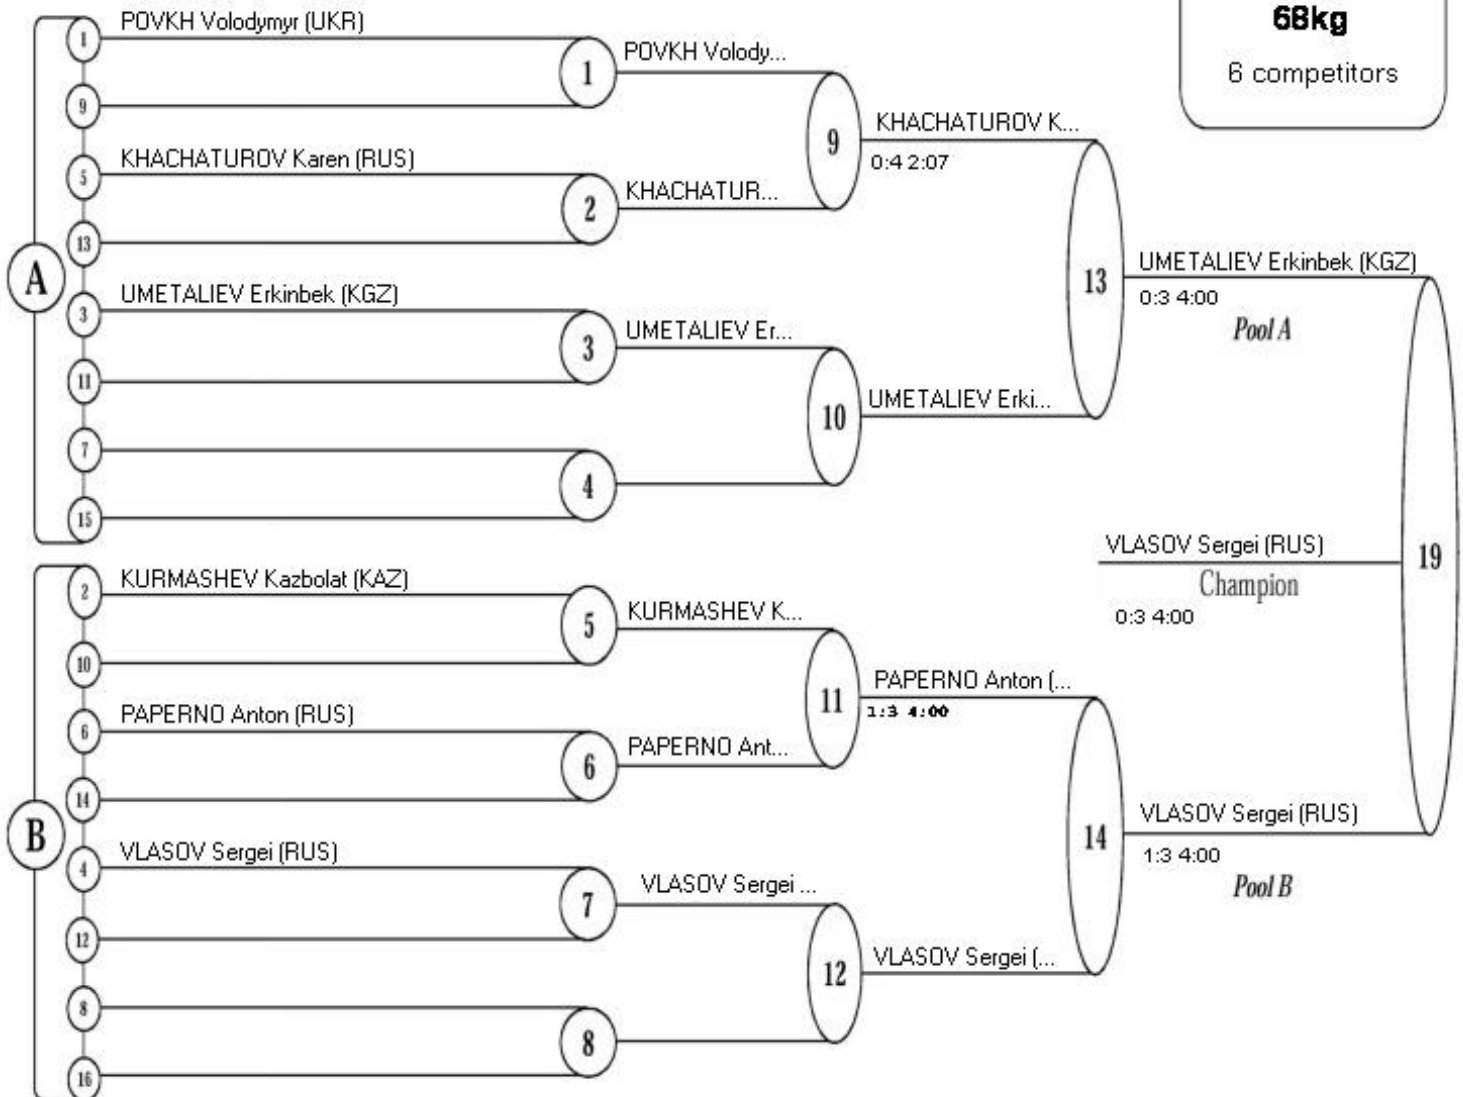 68kg
6 competitors
A
1
POVKH Volodymyr (UKR)
9
1
POVKH Volody...
5
KHACHATUROV Karen (RUS)
13
2
KHACHATUR...
9
KHACHATUROV K...
0:4 2:07
3
UMETALIEV Erkinbek (KGZ)
11
3
UMETALIEV Er...
7
15
4
10
UMETALIEV Erki...
13
UMETALIEV Erkinbek (KGZ)
0:3 4:00
Pool A
B
2
KURMASHEV Kazbolat (KAZ)
10
5
KURMASHEV K...
6
PAPERNO Anton (RUS)
14
6
PAPERNO Ant...
11
PAPERNO Anton (...
1:3 4:00
4
VLASOV Sergei (RUS)
12
7
VLASOV Sergei ...
8
16
8
12
VLASOV Sergei (...
14
VLASOV Sergei (RUS)
1:3 4:00
Pool B
19
VLASOV Sergei (RUS)
Champion
0:3 4:00